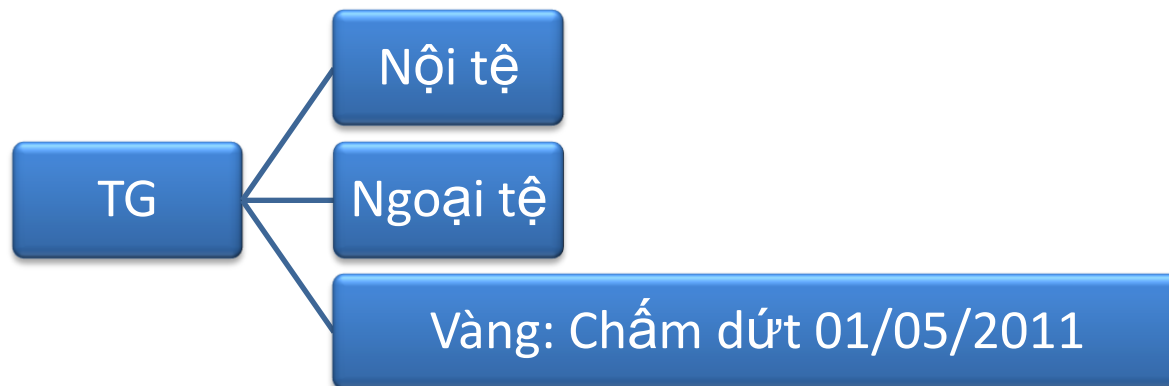 Nội tệ
TG
Ngoại tệ
Vàng: Chấm dứt 01/05/2011